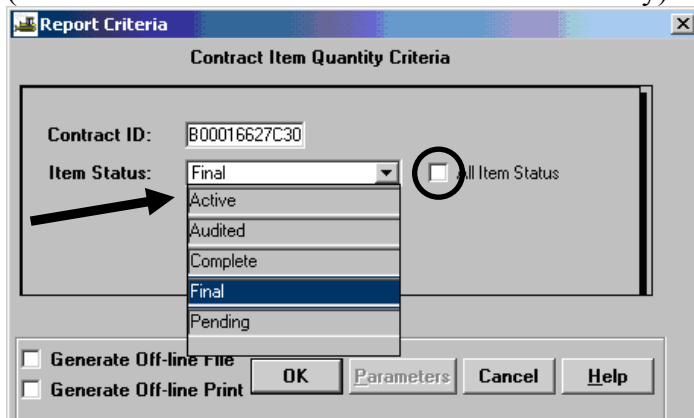 Report Criteria
Contract Item Quantity Criteria
Contract ID: B00016627C30
Item Status: Final All Item Status
Active
Audited
Complete
Final
Pending
Generate Off-line File
Generate Off-line Print
OK Parameters Cancel Help